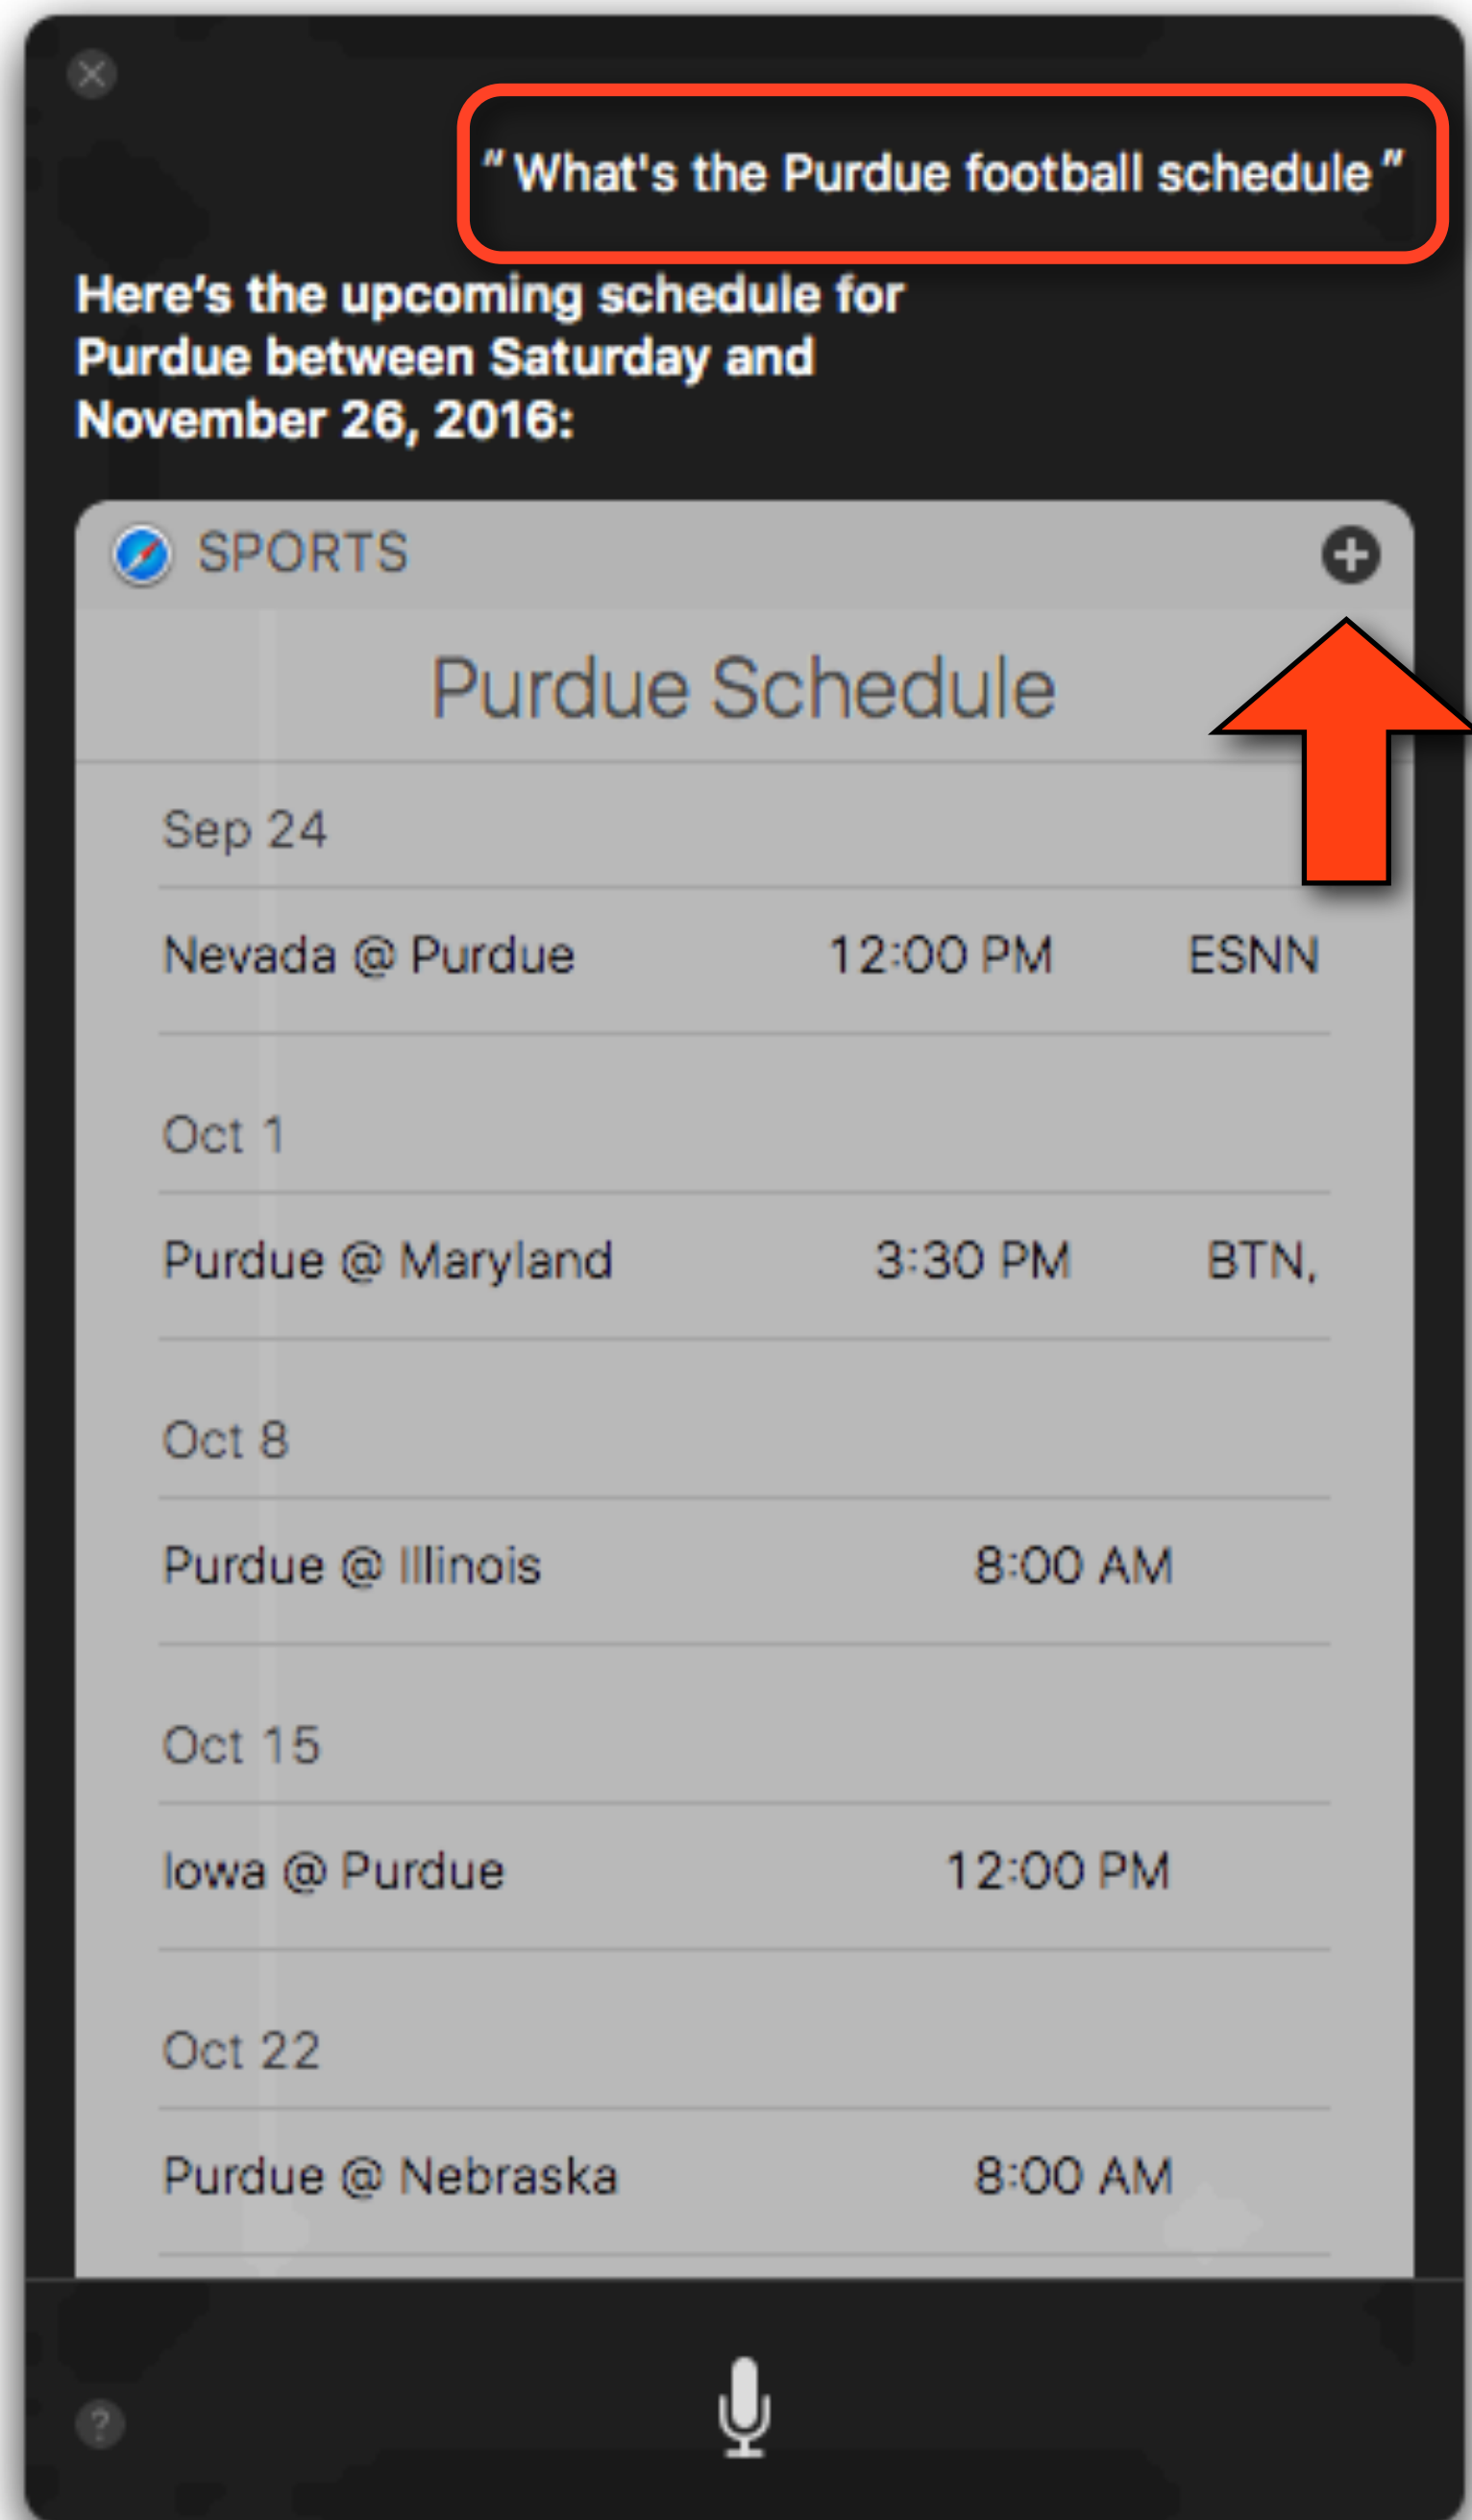 "What's the Purdue football schedule"
Here's the upcoming schedule for
Purdue between Saturday and
November 26, 2016:
SPORTS
Purdue Schedule
Sep 24
Nevada @ Purdue 12:00 PM ESNN
Oct 1
Purdue @ Maryland 3:30 PM BTN,
Oct 8
Purdue @ Illinois 8:00 AM
Oct 15
Iowa @ Purdue 12:00 PM
Oct 22
Purdue @ Nebraska 8:00 AM
?